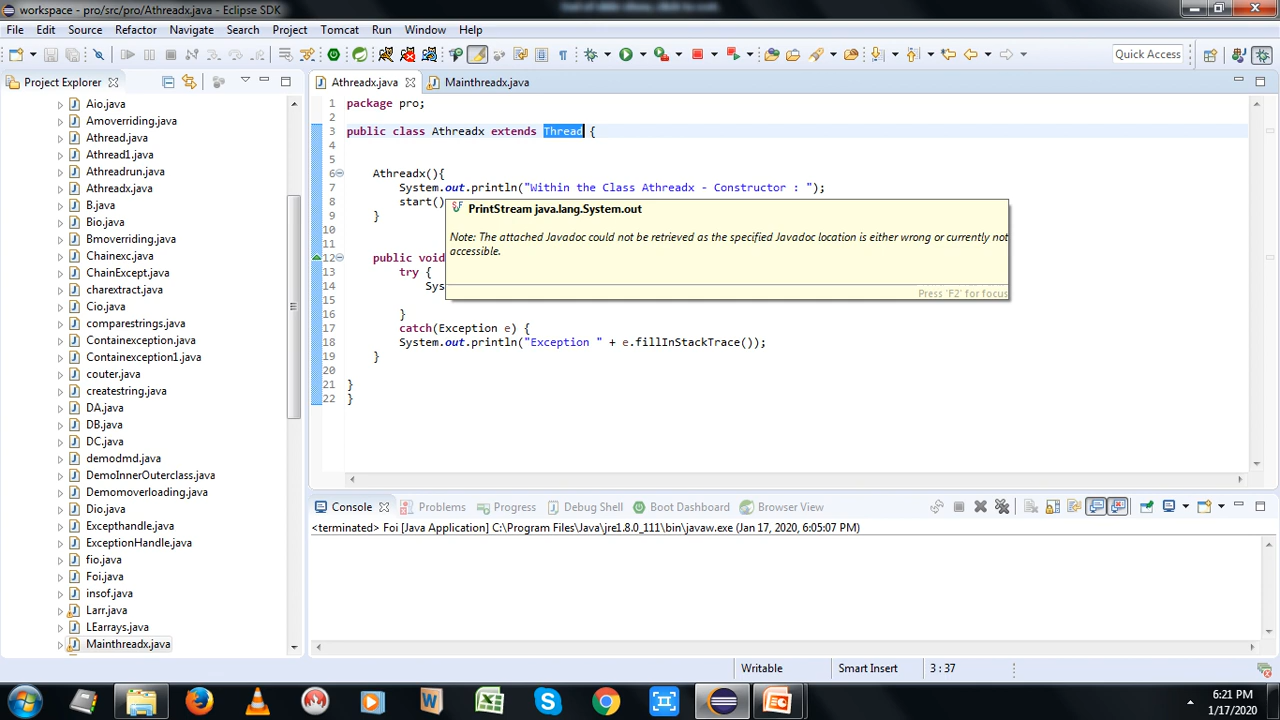 workspace - pro/src/pro/Athreadx.java - Eclipse SDK
File Edit Source Refactor Navigate Search Project Tomcat Run Window Help
Quick Access
Project Explorer
Athreadx.java
Mainthreadx.java
Aio.java
Amoverriding.java
Athread.java
Athread1.java
Athreadrun.java
Athreadx.java
B.java
Bio.java
Bmoverriding.java
Chainexc.java
ChainExcept.java
charextract.java
Cio.java
comparestrings.java
Containexception.java
Containexception1.java
couter.java
createstring.java
DA.java
DB.java
DC.java
demodmd.java
DemoInnerOuterclass.java
Demomoverloading.java
Dio.java
Excepthandle.java
ExceptionHandle.java
fio.java
Foi.java
insof.java
Larr.java
LEarrays.java
Mainthreadx.java
1 package pro;
2
3 public class Athreadx extends Thread {
4
5
6 Athreadx(){
7 System.out.println("Within the Class Athreadx - Constructor : ");
8 start()
9 }
10
11
12 public void
13 try {
14 Sys
15
16 }
17 catch(Exception e) {
18 System.out.println("Exception " + e.fillInStackTrace());
19 }
20
21 }
22 }
PrintStream java.lang.System.out
Note: The attached Javadoc could not be retrieved as the specified Javadoc location is either wrong or currently not
accessible.
Press 'F2' for focus
Console Problems Progress Debug Shell Boot Dashboard Browser View
<terminated> Foi [Java Application] C:\Program Files\Java\jre1.8.0_111\bin\javaw.exe (Jan 17, 2020, 6:05:07 PM)
Writable Smart Insert 3 : 37
6:21 PM
1/17/2020